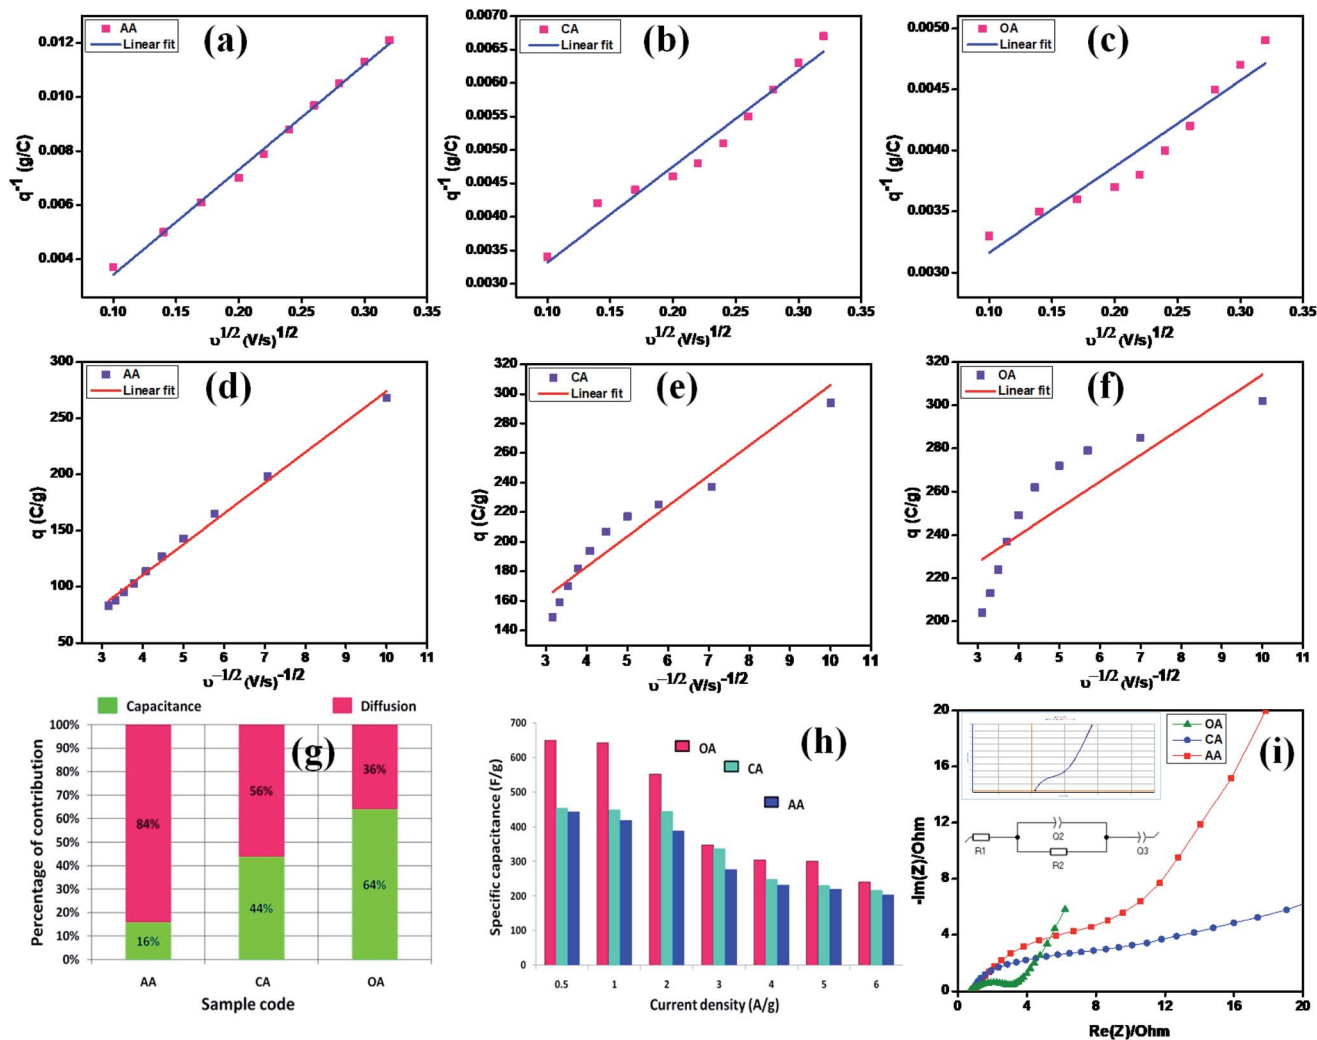 AA
Linear fit
(a)
0.012
0.010
0.008
0.006
0.004
q⁻¹ (g/C)
0.10 0.15 0.20 0.25 0.30 0.35
υ^1/2 (V/s)^1/2
CA
Linear fit
(b)
0.0070
0.0065
0.0060
0.0055
0.0050
0.0045
0.0040
0.0035
0.0030
q⁻¹ (g/C)
0.10 0.15 0.20 0.25 0.30 0.35
υ^1/2 (V/s)^1/2
OA
Linear fit
(c)
0.0050
0.0045
0.0040
0.0035
0.0030
q⁻¹ (g/C)
0.10 0.15 0.20 0.25 0.30 0.35
υ^1/2 (V/s)^1/2
AA
Linear fit
(d)
300
250
200
150
100
50
q (C/g)
3 4 5 6 7 8 9 10 11
υ^−1/2 (V/s)^-1/2
CA
Linear fit
(e)
320
300
280
260
240
220
200
180
160
140
q (C/g)
3 4 5 6 7 8 9 10 11
υ^−1/2 (V/s)^-1/2
OA
Linear fit
(f)
320
300
280
260
240
220
200
q (C/g)
3 4 5 6 7 8 9 10 11
υ^−1/2 (V/s)^-1/2
Capacitance Diffusion
(g)
100%
90%
80%
70%
60%
50%
40%
30%
20%
10%
0%
Percentage of contribution
84% 56% 36%
16% 44% 64%
AA CA OA
Sample code
(h)
OA
CA
AA
700
600
500
400
300
200
100
0
Specific capacitance (F/g)
0.5 1 2 3 4 5 6
Current density (A/g)
(i)
OA
CA
AA
R1 Q2 R2 Q3
20
16
12
8
4
0
-Im(Z)/Ohm
0 4 8 12 16 20
Re(Z)/Ohm